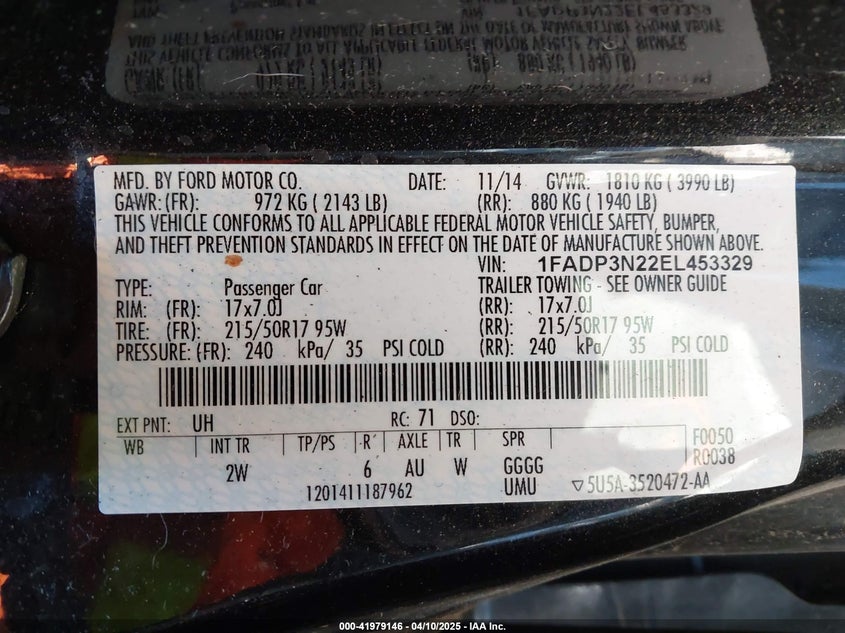 MFD. BY FORD MOTOR CO. DATE: 11/14 GVWR: 1810 KG ( 3990 LB)
GAWR: (FR): 972 KG ( 2143 LB) (RR): 880 KG ( 1940 LB)
THIS VEHICLE CONFORMS TO ALL APPLICABLE FEDERAL MOTOR VEHICLE SAFETY, BUMPER,
AND THEFT PREVENTION STANDARDS IN EFFECT ON THE DATE OF MANUFACTURE SHOWN ABOVE.
VIN: 1FADP3N22EL453329
TYPE: Passenger Car TRAILER TOWING - SEE OWNER GUIDE
RIM: (FR): 17x7.0J (RR): 17x7.0J
TIRE: (FR): 215/50R17 95W (RR): 215/50R17 95W
PRESSURE: (FR): 240 kPa/ 35 PSI COLD (RR): 240 kPa/ 35 PSI COLD
EXT PNT: UH RC: 71 DSO:
WB INT TR TP/PS R AXLE TR SPR F0050
2W 6 AU W GGGG R0038
1201411187962 UMU ▽5U5A-3520472-AA
000-41979146 - 04/10/2025 - IAA Inc.